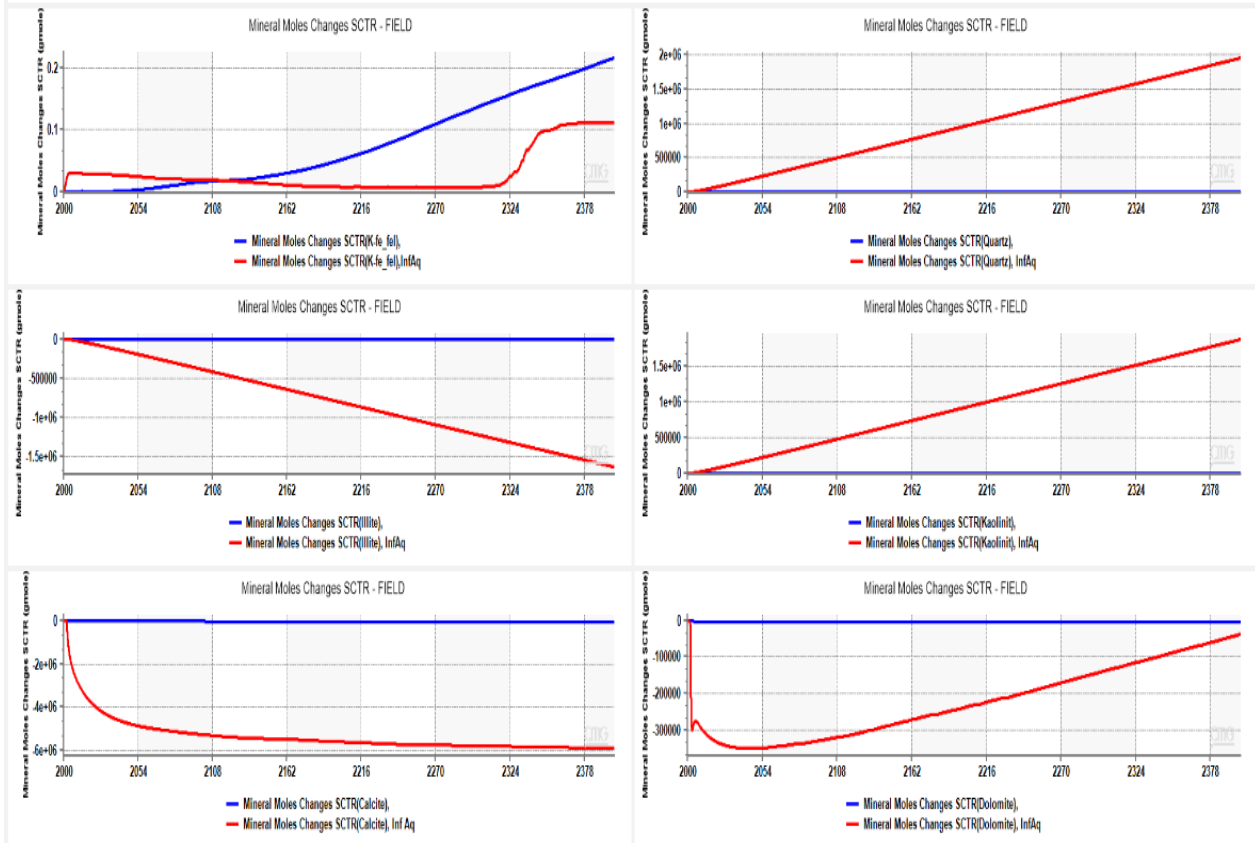 Mineral Moles Changes SCTR - FIELD
Mineral Moles Changes SCTR (gmole)
0.2
0.1
0
2000 2054 2108 2162 2216 2270 2324 2378
CMG
Mineral Moles Changes SCTR(K-fe_fel),
Mineral Moles Changes SCTR(K-fe_fel),InfAq
Mineral Moles Changes SCTR - FIELD
Mineral Moles Changes SCTR (gmole)
2e+06
1.5e+06
1e+06
500000
0
2000 2054 2108 2162 2216 2270 2324 2378
CMG
Mineral Moles Changes SCTR(Quartz),
Mineral Moles Changes SCTR(Quartz), InfAq
Mineral Moles Changes SCTR - FIELD
Mineral Moles Changes SCTR (gmole)
0
-500000
-1e+06
-1.5e+06
2000 2054 2108 2162 2216 2270 2324 2378
CMG
Mineral Moles Changes SCTR(Illite),
Mineral Moles Changes SCTR(Illite), InfAq
Mineral Moles Changes SCTR - FIELD
Mineral Moles Changes SCTR (gmole)
1.5e+06
1e+06
500000
0
2000 2054 2108 2162 2216 2270 2324 2378
CMG
Mineral Moles Changes SCTR(Kaolinit),
Mineral Moles Changes SCTR(Kaolinit), InfAq
Mineral Moles Changes SCTR - FIELD
Mineral Moles Changes SCTR (gmole)
0
-2e+06
-4e+06
-6e+06
2000 2054 2108 2162 2216 2270 2324 2378
CMG
Mineral Moles Changes SCTR(Calcite),
Mineral Moles Changes SCTR(Calcite), Inf Aq
Mineral Moles Changes SCTR - FIELD
Mineral Moles Changes SCTR (gmole)
0
-100000
-200000
-300000
2000 2054 2108 2162 2216 2270 2324 2378
CMG
Mineral Moles Changes SCTR(Dolomite),
Mineral Moles Changes SCTR(Dolomite), InfAq